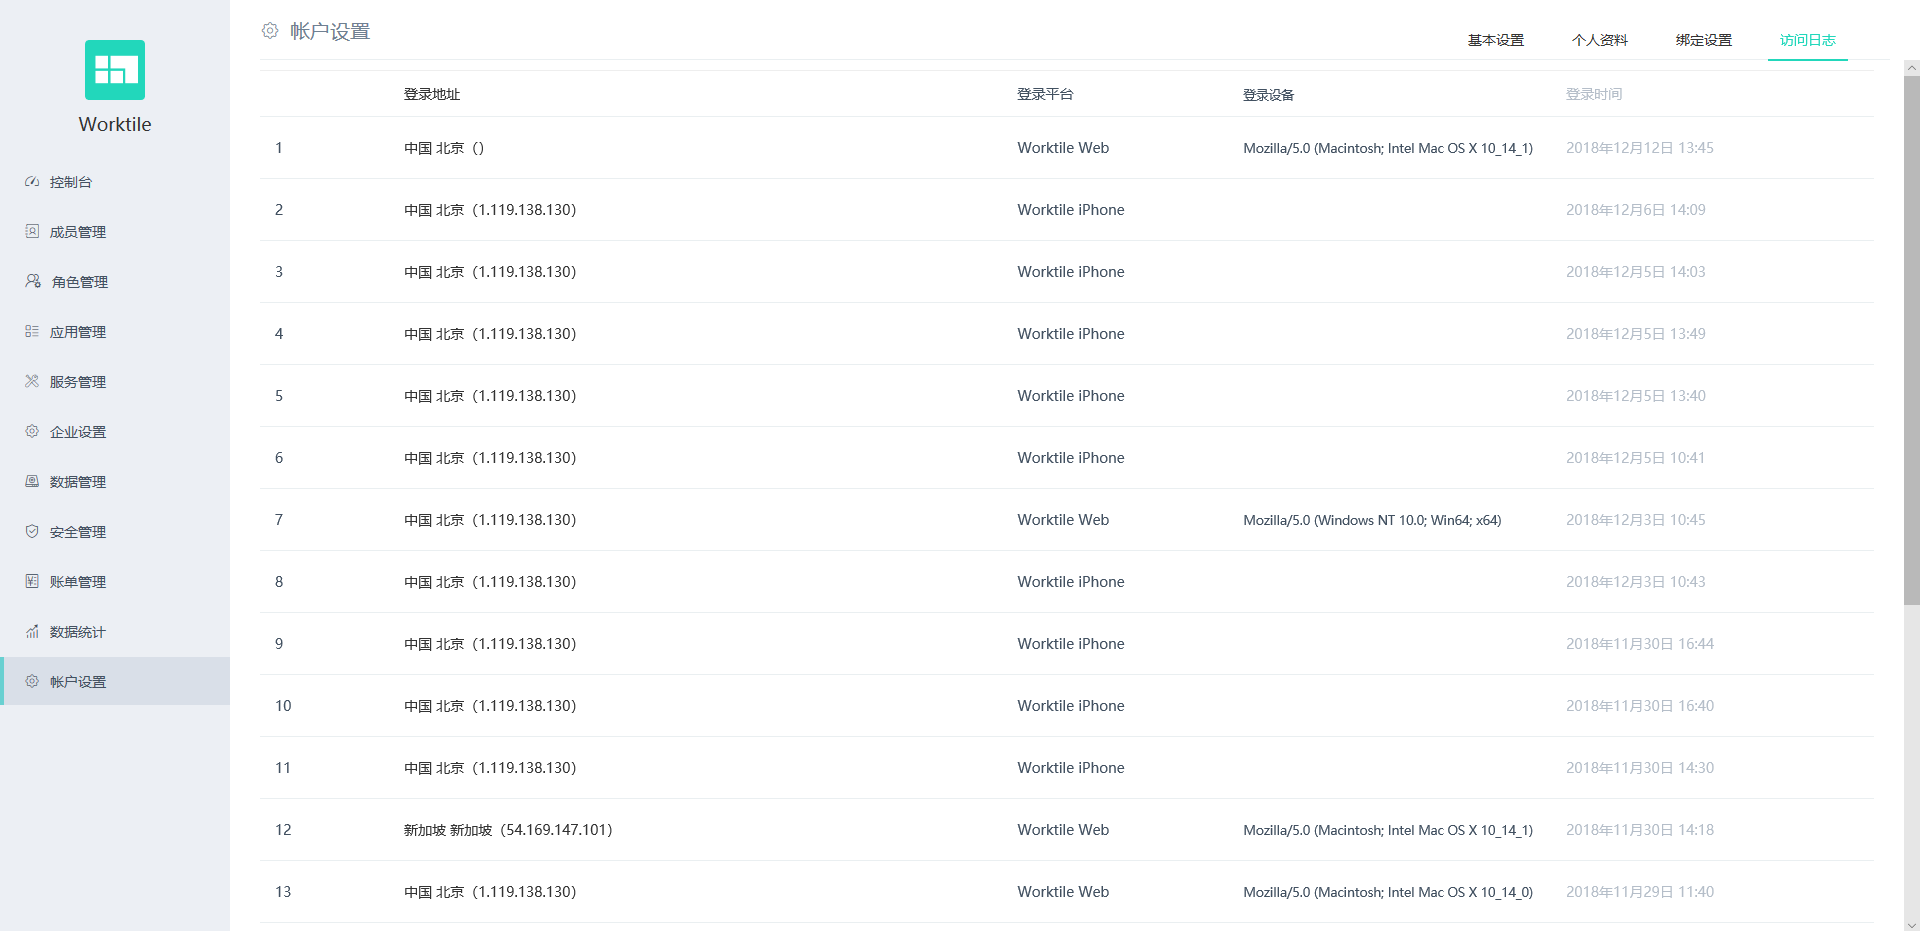 Worktile
控制台
成员管理
角色管理
应用管理
服务管理
企业设置
数据管理
安全管理
账单管理
数据统计
帐户设置
帐户设置
基本设置 个人资料 绑定设置 访问日志
登录地址 登录平台 登录设备 登录时间
1 中国 北京（） Worktile Web Mozilla/5.0 (Macintosh; Intel Mac OS X 10_14_1) 2018年12月12日 13:45
2 中国 北京（1.119.138.130） Worktile iPhone 2018年12月6日 14:09
3 中国 北京（1.119.138.130） Worktile iPhone 2018年12月5日 14:03
4 中国 北京（1.119.138.130） Worktile iPhone 2018年12月5日 13:49
5 中国 北京（1.119.138.130） Worktile iPhone 2018年12月5日 13:40
6 中国 北京（1.119.138.130） Worktile iPhone 2018年12月5日 10:41
7 中国 北京（1.119.138.130） Worktile Web Mozilla/5.0 (Windows NT 10.0; Win64; x64) 2018年12月3日 10:45
8 中国 北京（1.119.138.130） Worktile iPhone 2018年12月3日 10:43
9 中国 北京（1.119.138.130） Worktile iPhone 2018年11月30日 16:44
10 中国 北京（1.119.138.130） Worktile iPhone 2018年11月30日 16:40
11 中国 北京（1.119.138.130） Worktile iPhone 2018年11月30日 14:30
12 新加坡 新加坡（54.169.147.101） Worktile Web Mozilla/5.0 (Macintosh; Intel Mac OS X 10_14_1) 2018年11月30日 14:18
13 中国 北京（1.119.138.130） Worktile Web Mozilla/5.0 (Macintosh; Intel Mac OS X 10_14_0) 2018年11月29日 11:40